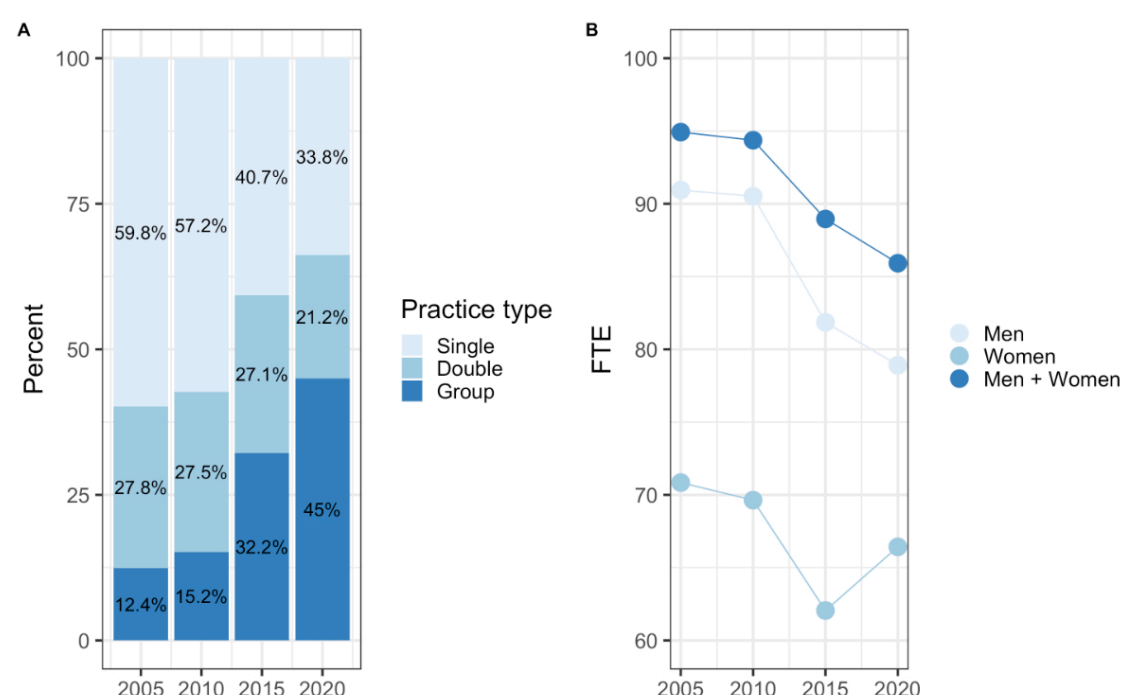 A
100
75
50
25
0
Percent
59.8%
57.2%
40.7%
33.8%
27.8%
27.5%
27.1%
21.2%
12.4%
15.2%
32.2%
45%
2005 2010 2015 2020
Practice type
Single
Double
Group
B
100
90
80
70
60
FTE
2005 2010 2015 2020
Men
Women
Men + Women